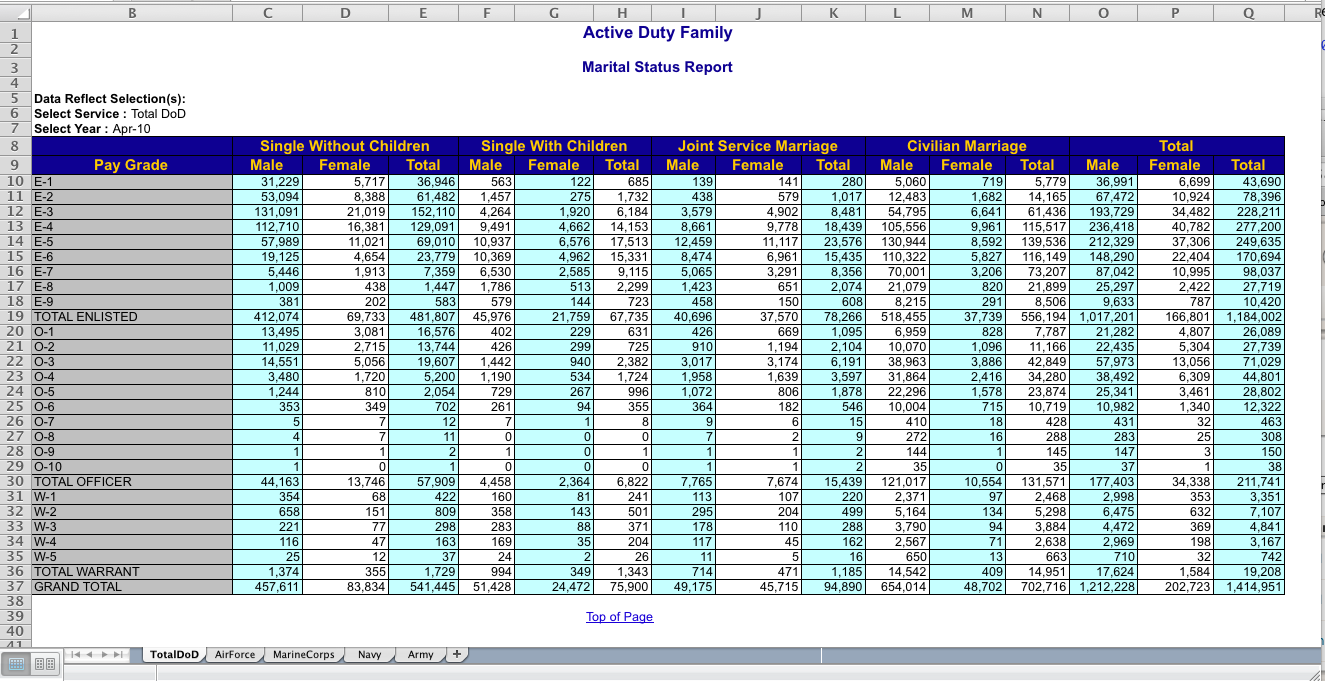 B C D E F G H I J K L M N O P Q R
1 Active Duty Family
2
3 Marital Status Report
4
5 Data Reflect Selection(s):
6 Select Service : Total DoD
7 Select Year : Apr-10
8 Single Without Children Single With Children Joint Service Marriage Civilian Marriage Total
9 Pay Grade Male Female Total Male Female Total Male Female Total Male Female Total Male Female Total
10 E-1 31,229 5,717 36,946 563 122 685 139 141 280 5,060 719 5,779 36,991 6,699 43,690
11 E-2 53,094 8,388 61,482 1,457 275 1,732 438 579 1,017 12,483 1,682 14,165 67,472 10,924 78,396
12 E-3 131,091 21,019 152,110 4,264 1,920 6,184 3,579 4,902 8,481 54,795 6,641 61,436 193,729 34,482 228,211
13 E-4 112,710 16,381 129,091 9,491 4,662 14,153 8,661 9,778 18,439 105,556 9,961 115,517 236,418 40,782 277,200
14 E-5 57,989 11,021 69,010 10,937 6,576 17,513 12,459 11,117 23,576 130,944 8,592 139,536 212,329 37,306 249,635
15 E-6 19,125 4,654 23,779 10,369 4,962 15,331 8,474 6,961 15,435 110,322 5,827 116,149 148,290 22,404 170,694
16 E-7 5,446 1,913 7,359 6,530 2,585 9,115 5,065 3,291 8,356 70,001 3,206 73,207 87,042 10,995 98,037
17 E-8 1,009 438 1,447 1,786 513 2,299 1,423 651 2,074 21,079 820 21,899 25,297 2,422 27,719
18 E-9 381 202 583 579 144 723 458 150 608 8,215 291 8,506 9,633 787 10,420
19 TOTAL ENLISTED 412,074 69,733 481,807 45,976 21,759 67,735 40,696 37,570 78,266 518,455 37,739 556,194 1,017,201 166,801 1,184,002
20 O-1 13,495 3,081 16,576 402 229 631 426 669 1,095 6,959 828 7,787 21,282 4,807 26,089
21 O-2 11,029 2,715 13,744 426 299 725 910 1,194 2,104 10,070 1,096 11,166 22,435 5,304 27,739
22 O-3 14,551 5,056 19,607 1,442 940 2,382 3,017 3,174 6,191 38,963 3,886 42,849 57,973 13,056 71,029
23 O-4 3,480 1,720 5,200 1,190 534 1,724 1,958 1,639 3,597 31,864 2,416 34,280 38,492 6,309 44,801
24 O-5 1,244 810 2,054 729 267 996 1,072 806 1,878 22,296 1,578 23,874 25,341 3,461 28,802
25 O-6 353 349 702 261 94 355 364 182 546 10,004 715 10,719 10,982 1,340 12,322
26 O-7 5 7 12 7 1 8 9 6 15 410 18 428 431 32 463
27 O-8 4 7 11 0 0 0 7 2 9 272 16 288 283 25 308
28 O-9 1 1 2 1 0 1 1 1 2 144 1 145 147 3 150
29 O-10 1 0 1 0 0 0 1 1 2 35 0 35 37 1 38
30 TOTAL OFFICER 44,163 13,746 57,909 4,458 2,364 6,822 7,765 7,674 15,439 121,017 10,554 131,571 177,403 34,338 211,741
31 W-1 354 68 422 160 81 241 113 107 220 2,371 97 2,468 2,998 353 3,351
32 W-2 658 151 809 358 143 501 295 204 499 5,164 134 5,298 6,475 632 7,107
33 W-3 221 77 298 283 88 371 178 110 288 3,790 94 3,884 4,472 369 4,841
34 W-4 116 47 163 169 35 204 117 45 162 2,567 71 2,638 2,969 198 3,167
35 W-5 25 12 37 24 2 26 11 5 16 650 13 663 710 32 742
36 TOTAL WARRANT 1,374 355 1,729 994 349 1,343 714 471 1,185 14,542 409 14,951 17,624 1,584 19,208
37 GRAND TOTAL 457,611 83,834 541,445 51,428 24,472 75,900 49,175 45,715 94,890 654,014 48,702 702,716 1,212,228 202,723 1,414,951
38
39 Top of Page
40
41
TotalDoD AirForce MarineCorps Navy Army +